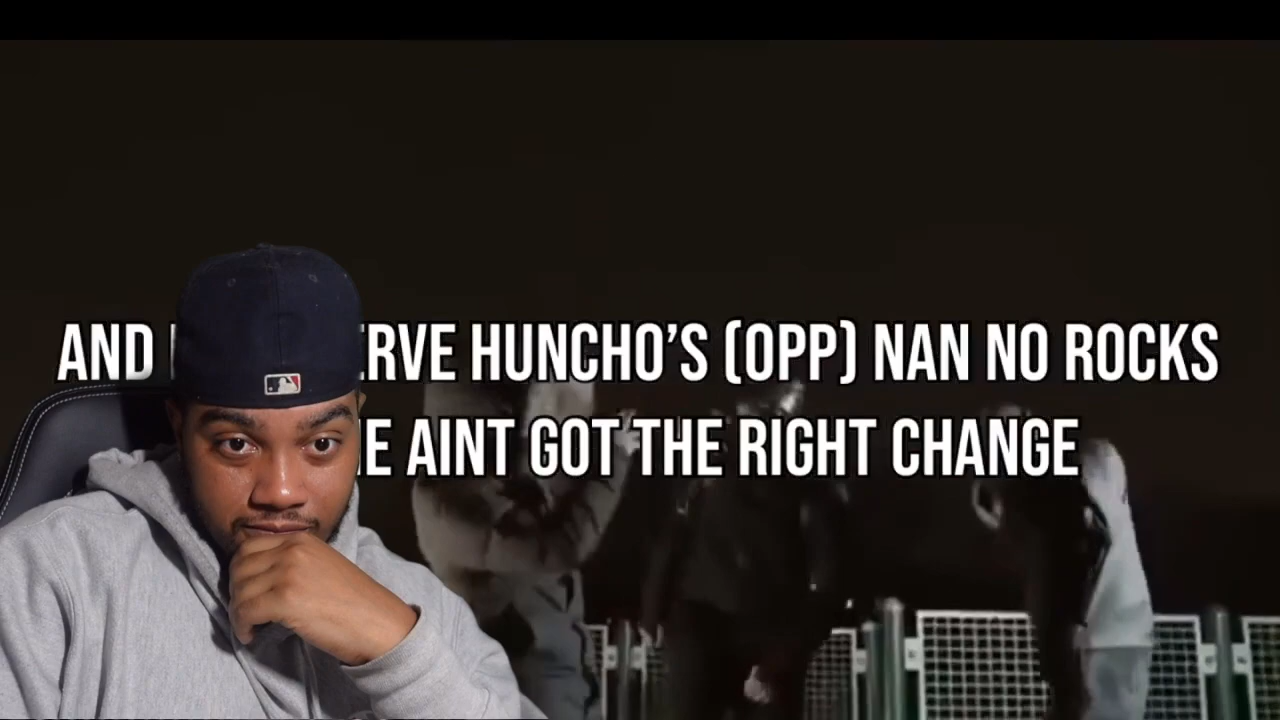 AND ERVE HUNCHO'S (OPP) NAN NO ROCKS
E AINT GOT THE RIGHT CHANGE